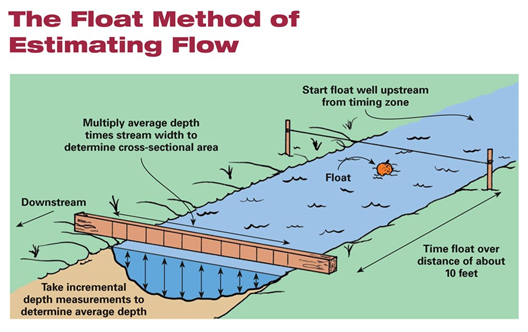 The Float Method of
Estimating Flow
Start float well upstream
from timing zone
Multiply average depth
times stream width to
determine cross-sectional area
Float
Downstream
Time float over
distance of about
10 feet
Take incremental
depth measurements to
determine average depth